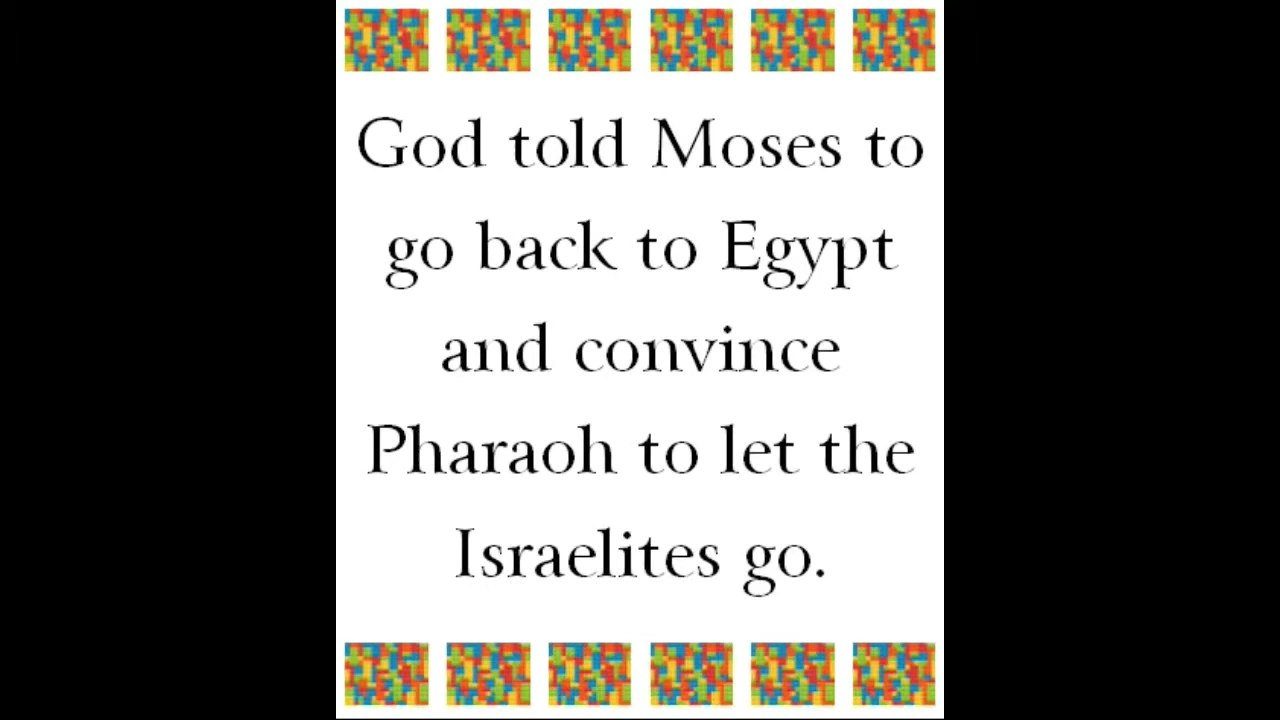 God told Moses to
go back to Egypt
and convince
Pharaoh to let the
Israelites go.